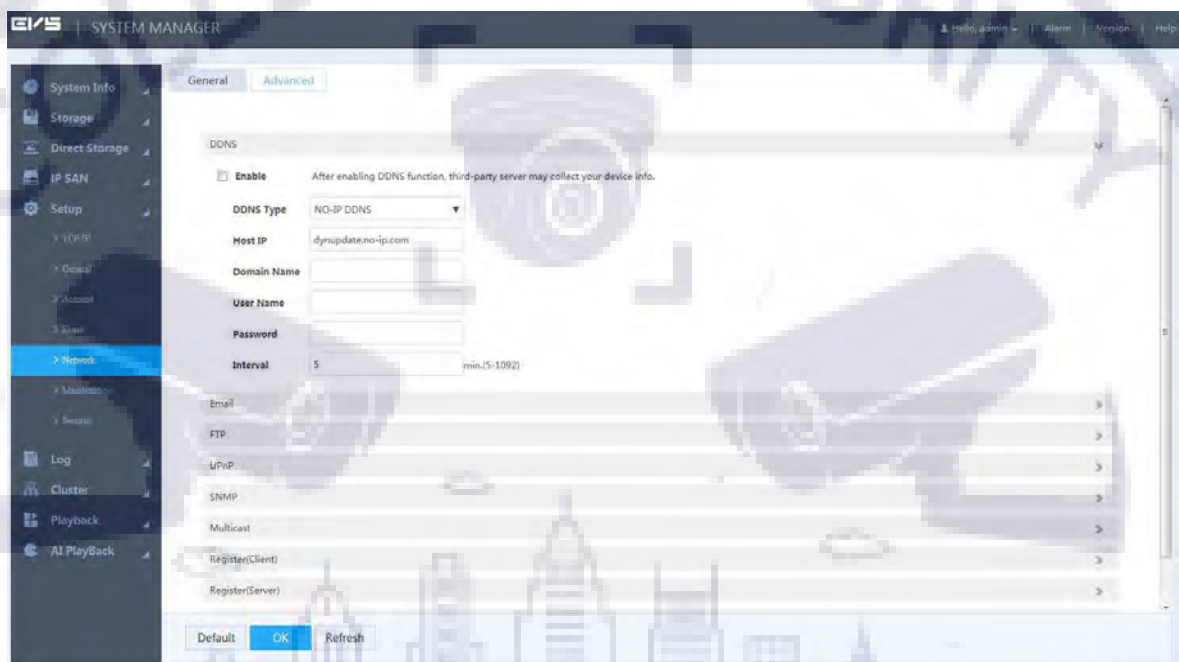 EVS | SYSTEM MANAGER
Hello, admin | Alarm | Version | Help
System Info
Storage
Direct Storage
IP SAN
Setup
> TCP/IP
> General
> Account
> Event
> Network
> Maintenance
> Security
Log
Cluster
Playback
AI PlayBack
General Advanced
DDNS
Enable After enabling DDNS function, third-party server may collect your device info.
DDNS Type NO-IP DDNS
Host IP dynupdate.no-ip.com
Domain Name
User Name
Password
Interval 5 min.(5-1092)
Email
FTP
UPnP
SNMP
Multicast
Register(Client)
Register(Server)
Default OK Refresh